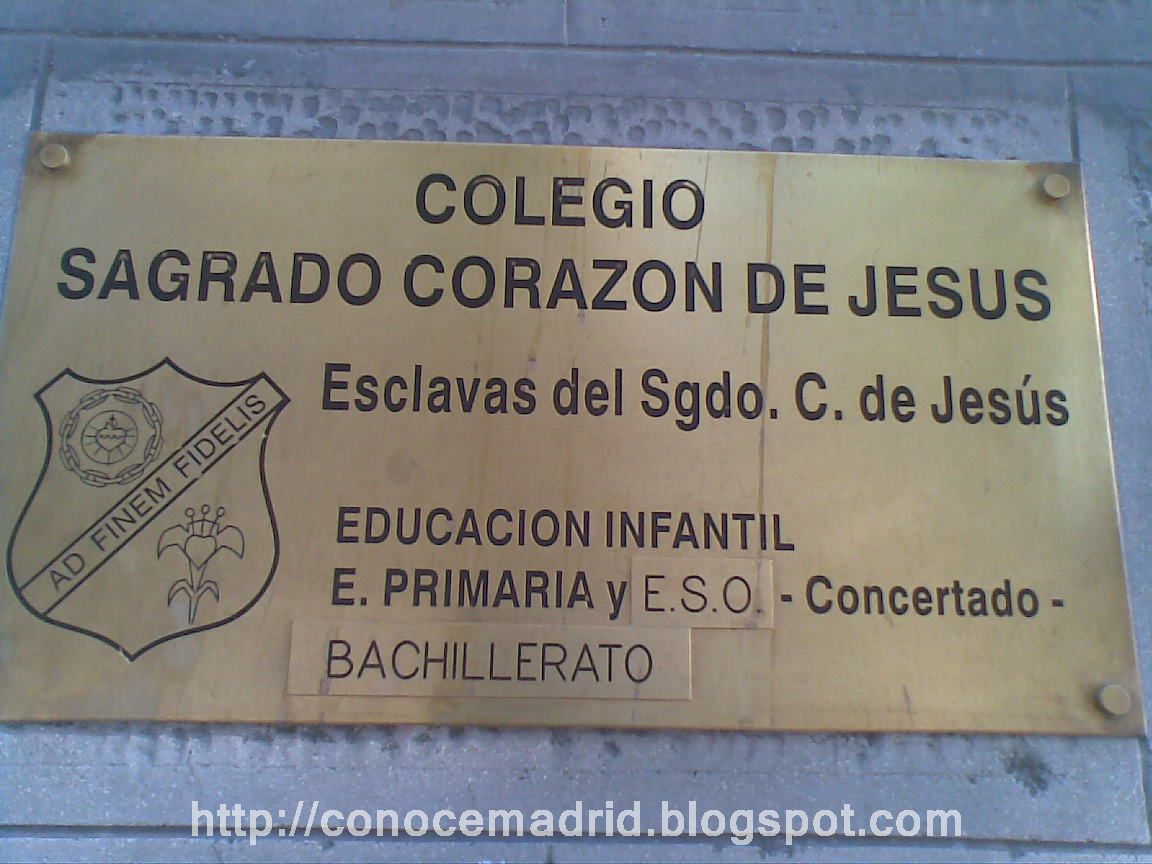 COLEGIO
SAGRADO CORAZON DE JESUS
Esclavas del Sgdo. C. de Jesús
AD FINEM FIDELIS
EDUCACION INFANTIL
E. PRIMARIA y E.S.O. - Concertado -
BACHILLERATO
http://conocemadrid.blogspot.com